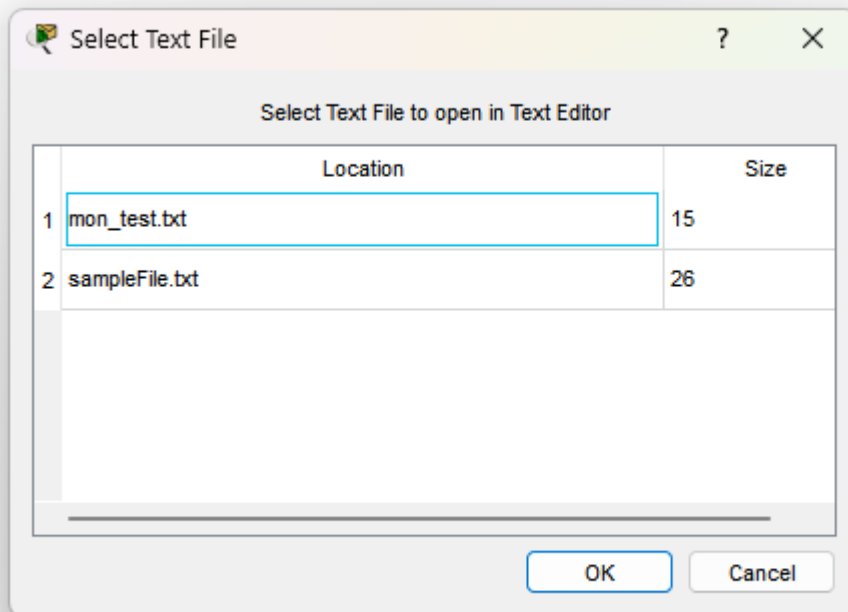 Select Text File ?
Select Text File to open in Text Editor
Location Size
1 mon_test.txt 15
2 sampleFile.txt 26
OK Cancel